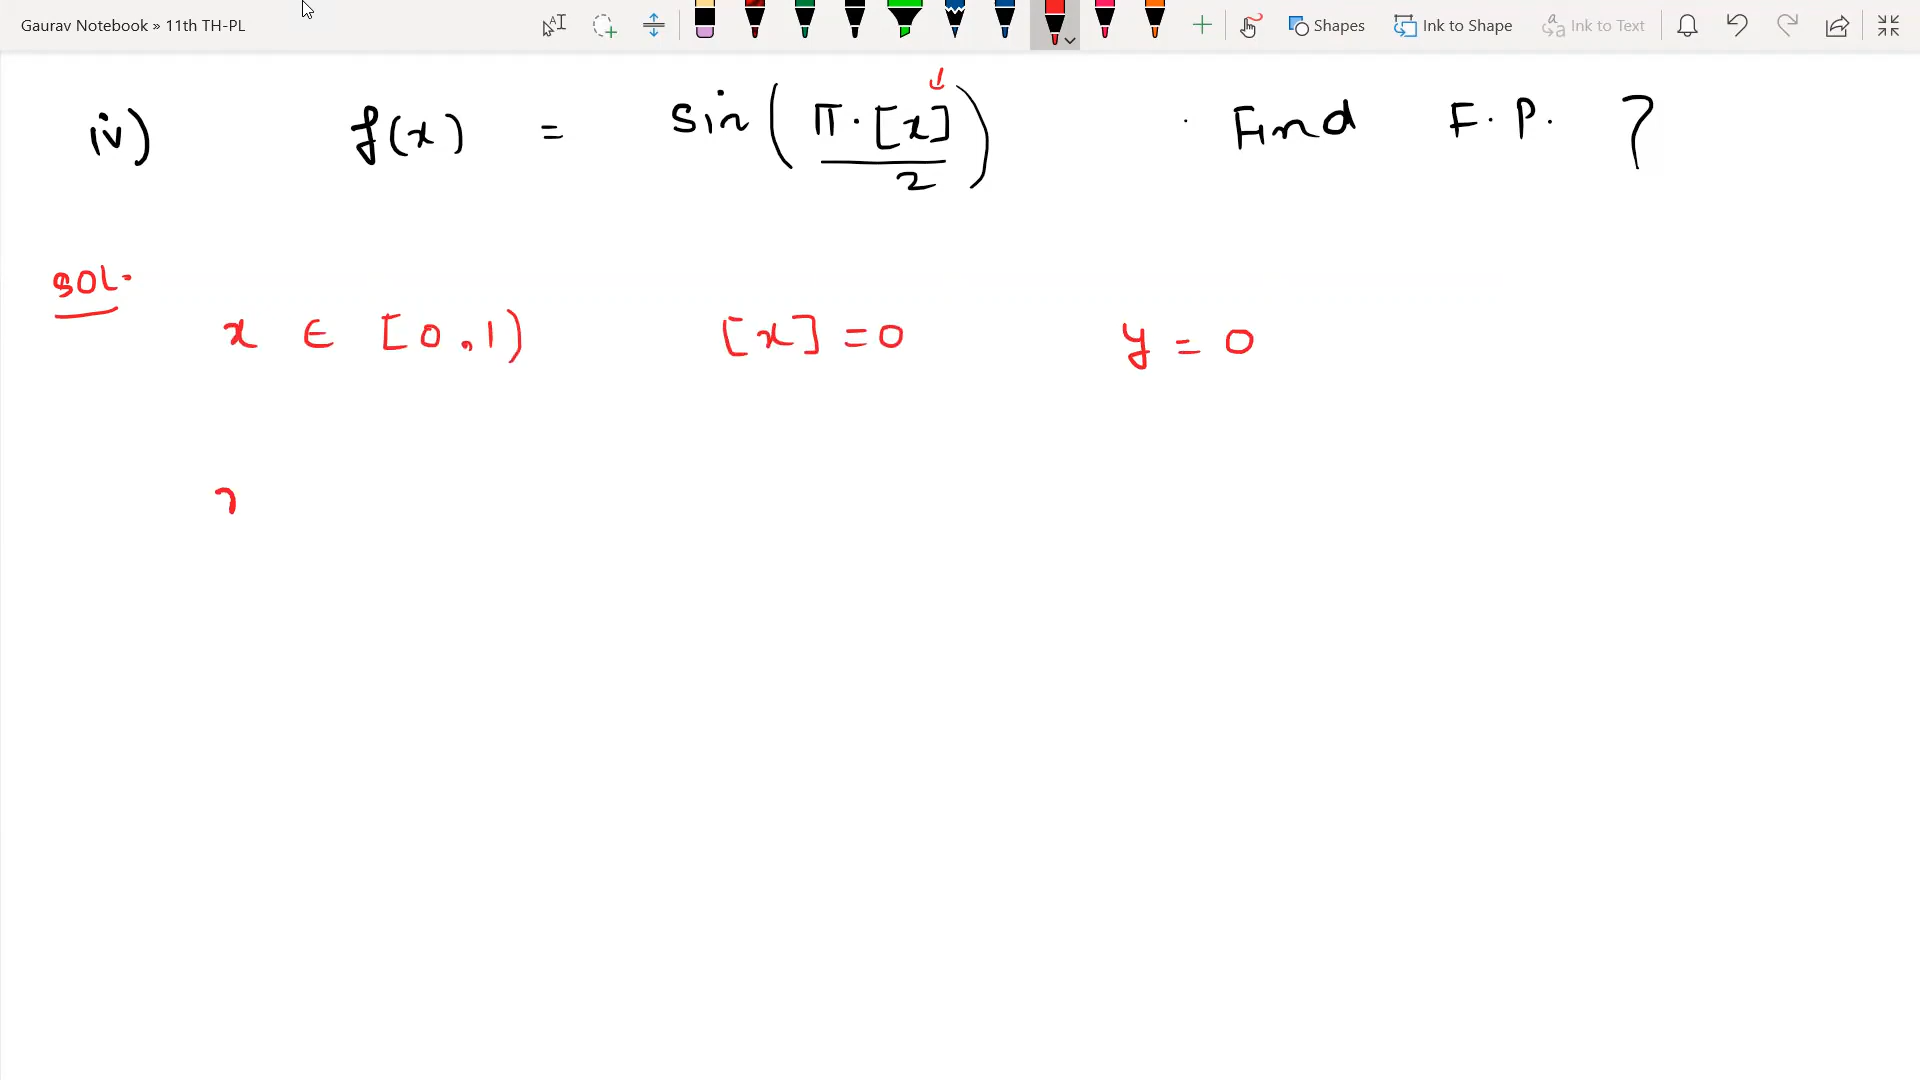 Gaurav Notebook » 11th TH-PL
Shapes
Ink to Shape
Ink to Text
iv) f(x) = sin(π·[x]/2) . Find F.P. ?
SOL.
x ∈ [0,1) [x]=0 y = 0